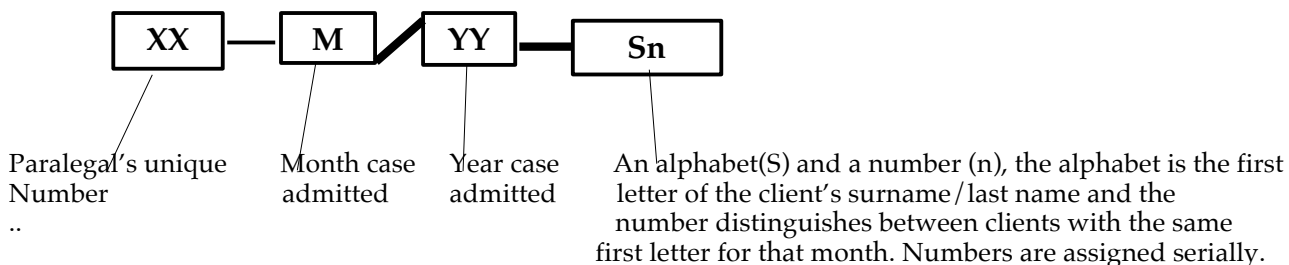 XX M YY Sn
Paralegal's unique Month case Year case An alphabet(S) and a number (n), the alphabet is the first
Number admitted admitted letter of the client's surname/last name and the
.. number distinguishes between clients with the same
first letter for that month. Numbers are assigned serially.